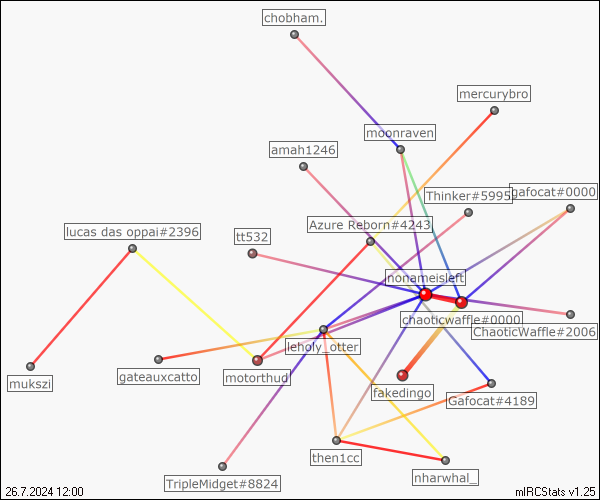 chobham.
mercurybro
moonraven
amah1246
Thinker#5995
gafocat#0000
lucas das oppai#2396
tt532
Azure Reborn#4243
nonameisleft
chaoticwaffle#0000
ChaoticWaffle#2006
leholy_otter
mukszi
gateauxcatto
motorthud
fakedingo
Gafocat#4189
then1cc
nharwhal_
TripleMidget#8824
26.7.2024 12:00
mIRCStats v1.25